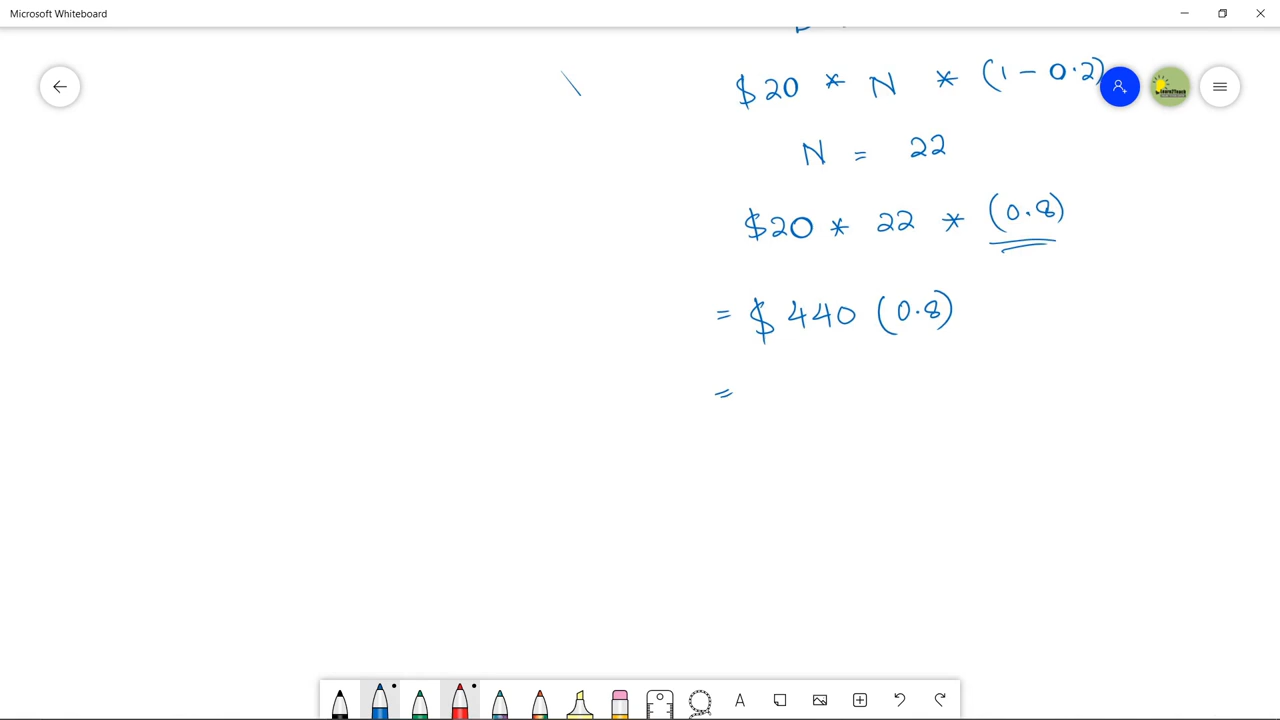 Microsoft Whiteboard
$20 * N * (1 - 0.2)
N = 22
$20 * 22 * (0.8)
= $ 440 (0.8)
=
A